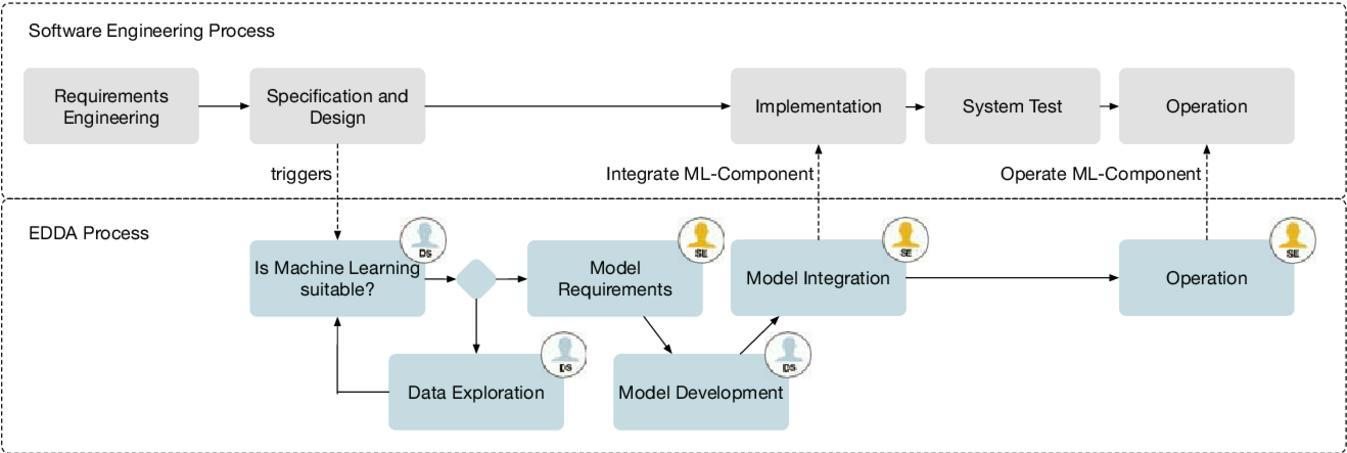 Software Engineering Process
Requirements
Engineering
Specification and
Design
Implementation
System Test
Operation
triggers
Integrate ML-Component
Operate ML-Component
EDDA Process
DS
Is Machine Learning
suitable?
SE
Model
Requirements
SE
Model Integration
SE
Operation
DS
Data Exploration
DS
Model Development